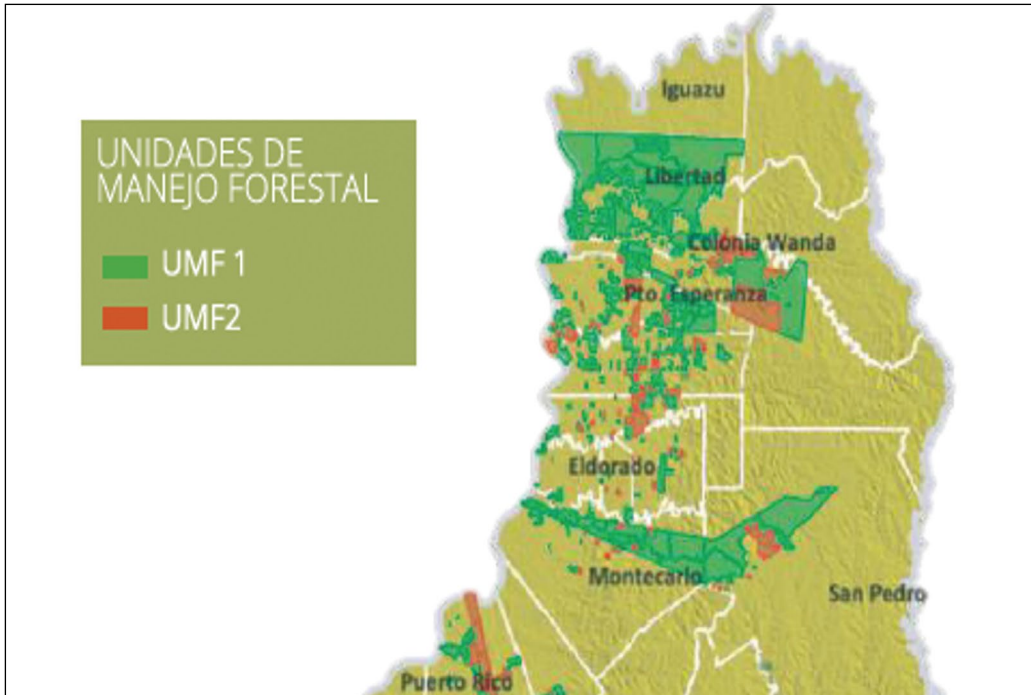 UNIDADES DE
MANEJO FORESTAL
UMF 1
UMF2
Iguazu
Libertad
Colonia Wanda
Pto. Esperanza
Eldorado
Montecarlo
San Pedro
Puerto Rico